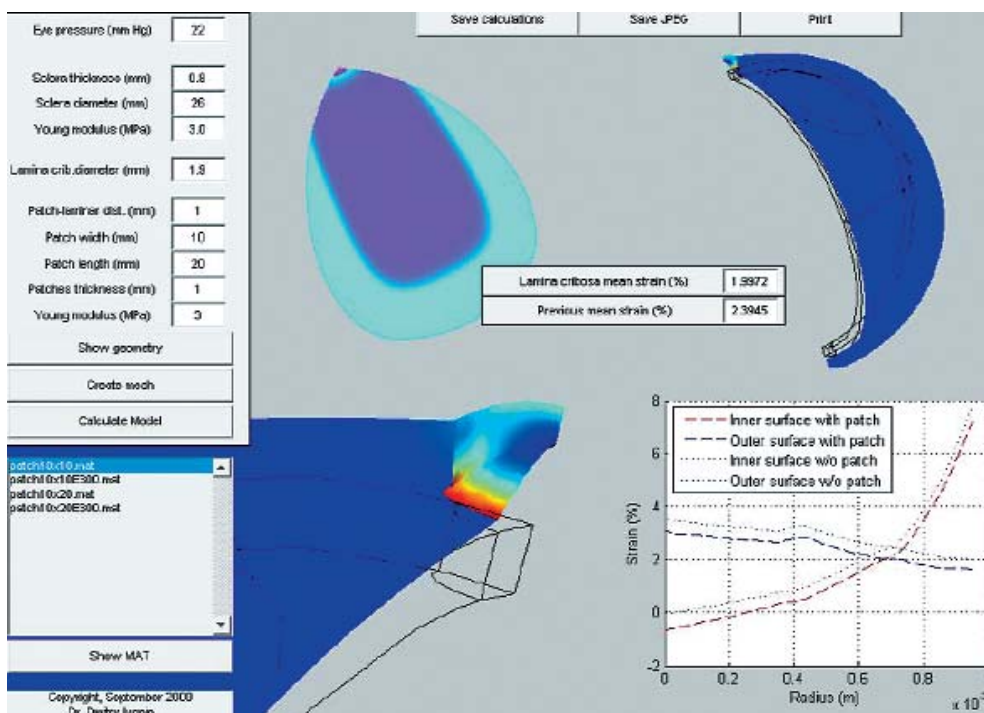 Save calculations
Save JPEG
Print
Eye pressure (mm Hg) 22
Sclera thickness (mm) 0.8
Sclera diameter (mm) 26
Young modulus (MPa) 3.0
Lamina crib.diameter (mm) 1.9
Patch-laminar dist. (mm) 1
Patch width (mm) 10
Patch length (mm) 20
Patches thickness (mm) 1
Young modulus (MPa) 3
Show geometry
Create mech
Calculate Model
Lamina cribosa mean strain (%) 1.9972
Previous mean strain (%) 2.3945
patch10x10.mat
patch10x10E300.mat
patch10x20.mat
patch10x20E300.mat
Show MAT
Copyright, September 2009
Inner surface with patch
Outer surface with patch
Inner surface w/o patch
Outer surface w/o patch
Strain (%)
8
6
4
2
0
-2
0 0.2 0.4 0.6 0.8 1
Radius (m)